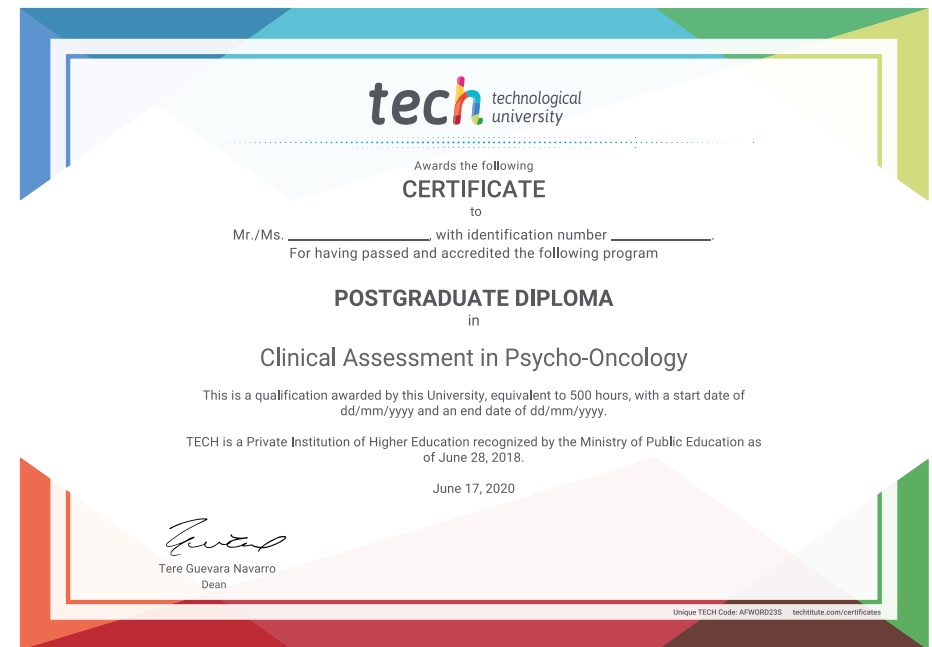 tech technological
university
Awards the following
CERTIFICATE
to
Mr./Ms. ____________________, with identification number ______________.
For having passed and accredited the following program
POSTGRADUATE DIPLOMA
in
Clinical Assessment in Psycho-Oncology
This is a qualification awarded by this University, equivalent to 500 hours, with a start date of
dd/mm/yyyy and an end date of dd/mm/yyyy.
TECH is a Private Institution of Higher Education recognized by the Ministry of Public Education as
of June 28, 2018.
June 17, 2020
Tere Guevara Navarro
Dean
Unique TECH Code: AFWORD23S techtitute.com/certificates